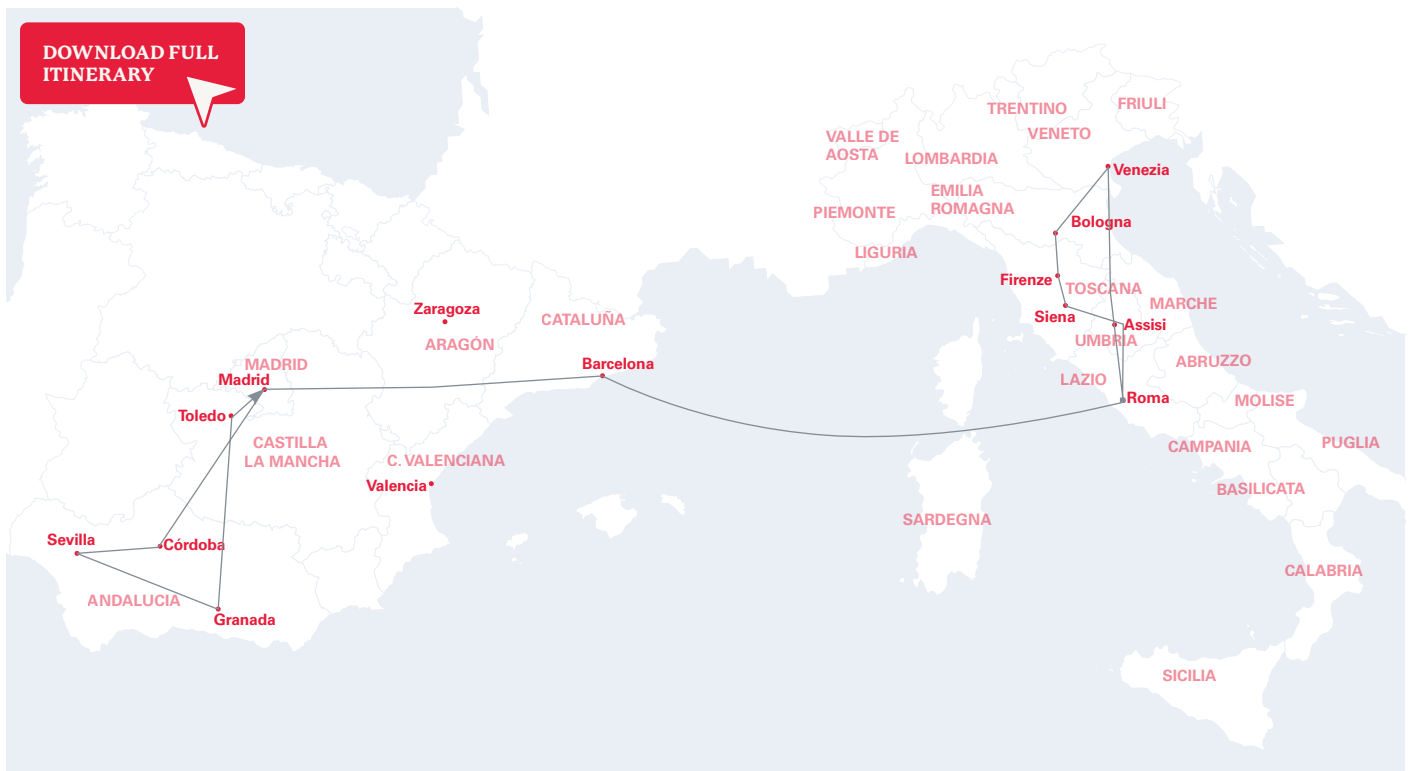 DOWNLOAD FULL
ITINERARY
TRENTINO
FRIULI
VENETO
VALLE DE
AOSTA
LOMBARDIA
Venezia
EMILIA
ROMAGNA
PIEMONTE
Bologna
LIGURIA
Firenze
TOSCANA
MARCHE
Zaragoza
CATALUÑA
Siena
Assisi
ARAGÓN
UMBRIA
MADRID
Barcelona
ABRUZZO
Madrid
LAZIO
Roma
MOLISE
Toledo
CASTILLA
LA MANCHA
C. VALENCIANA
CAMPANIA
PUGLIA
Valencia
BASILICATA
SARDEGNA
Sevilla
Córdoba
CALABRIA
ANDALUCIA
Granada
SICILIA